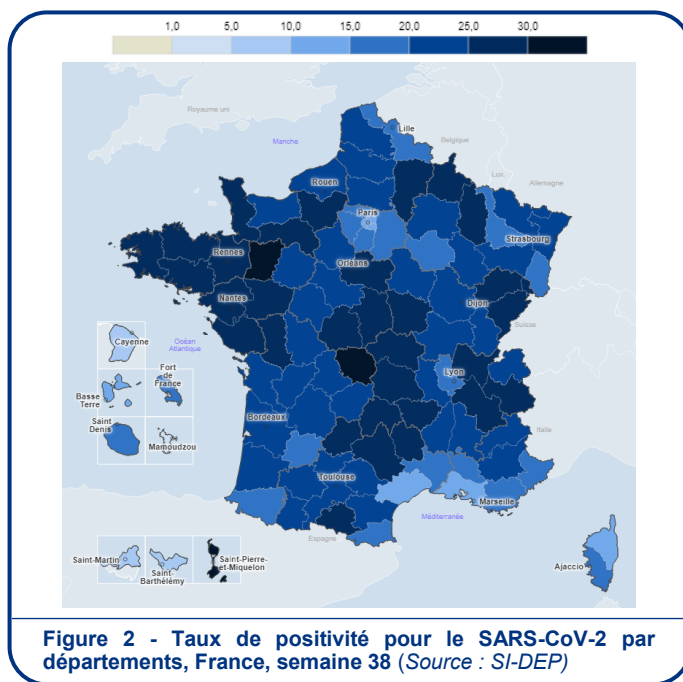 1,0 5,0 10,0 15,0 20,0 25,0 30,0
Royaume uni
Lille
Manche
Belgique
Lux.
Allemagne
Rouen
Paris
Strasbourg
Rennes
Orléans
Nantes
Dijon
Suisse
Océan
Atlantique
Cayenne
Lyon
Fort
de
France
Basse
Terre
Bordeaux
Saint
Denis
Mamoudzou
Italie
Toulouse
Marseille
Méditerranée
Espagne
Saint-Martin
Saint-
Barthélémy
Saint-Pierre-
et-Miquelon
Ajaccio
Figure 2 - Taux de positivité pour le SARS-CoV-2 par
départements, France, semaine 38 (Source : SI-DEP)